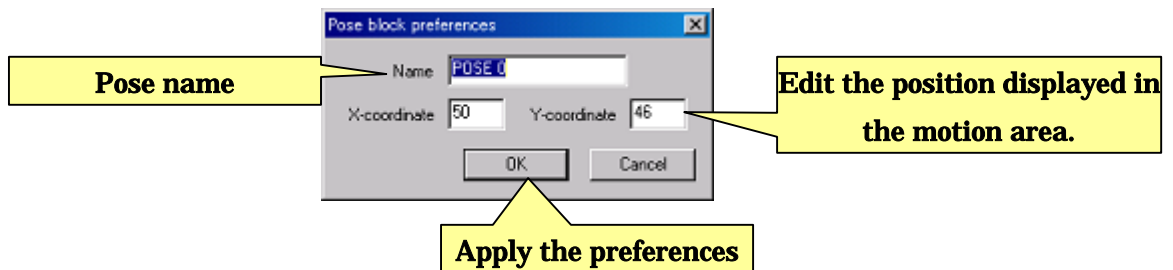 Pose block preferences
Pose name
Name POSE 0
Edit the position displayed in
the motion area.
X-coordinate 50 Y-coordinate 46
OK Cancel
Apply the preferences